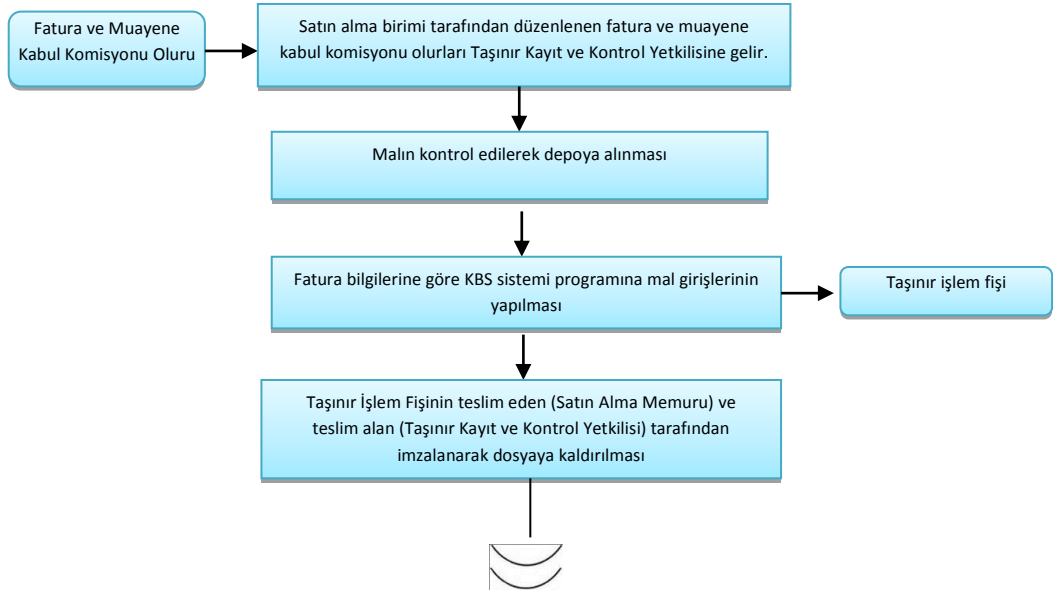 Fatura ve Muayene
Kabul Komisyonu Oluru
Satın alma birimi tarafından düzenlenen fatura ve muayene
kabul komisyonu olurları Taşınır Kayıt ve Kontrol Yetkilisine gelir.
Malın kontrol edilerek depoya alınması
Fatura bilgilerine göre KBS sistemi programına mal girişlerinin
yapılması
Taşınır işlem fişi
Taşınır İşlem Fişinin teslim eden (Satın Alma Memuru) ve
teslim alan (Taşınır Kayıt ve Kontrol Yetkilisi) tarafından
imzalanarak dosyaya kaldırılması